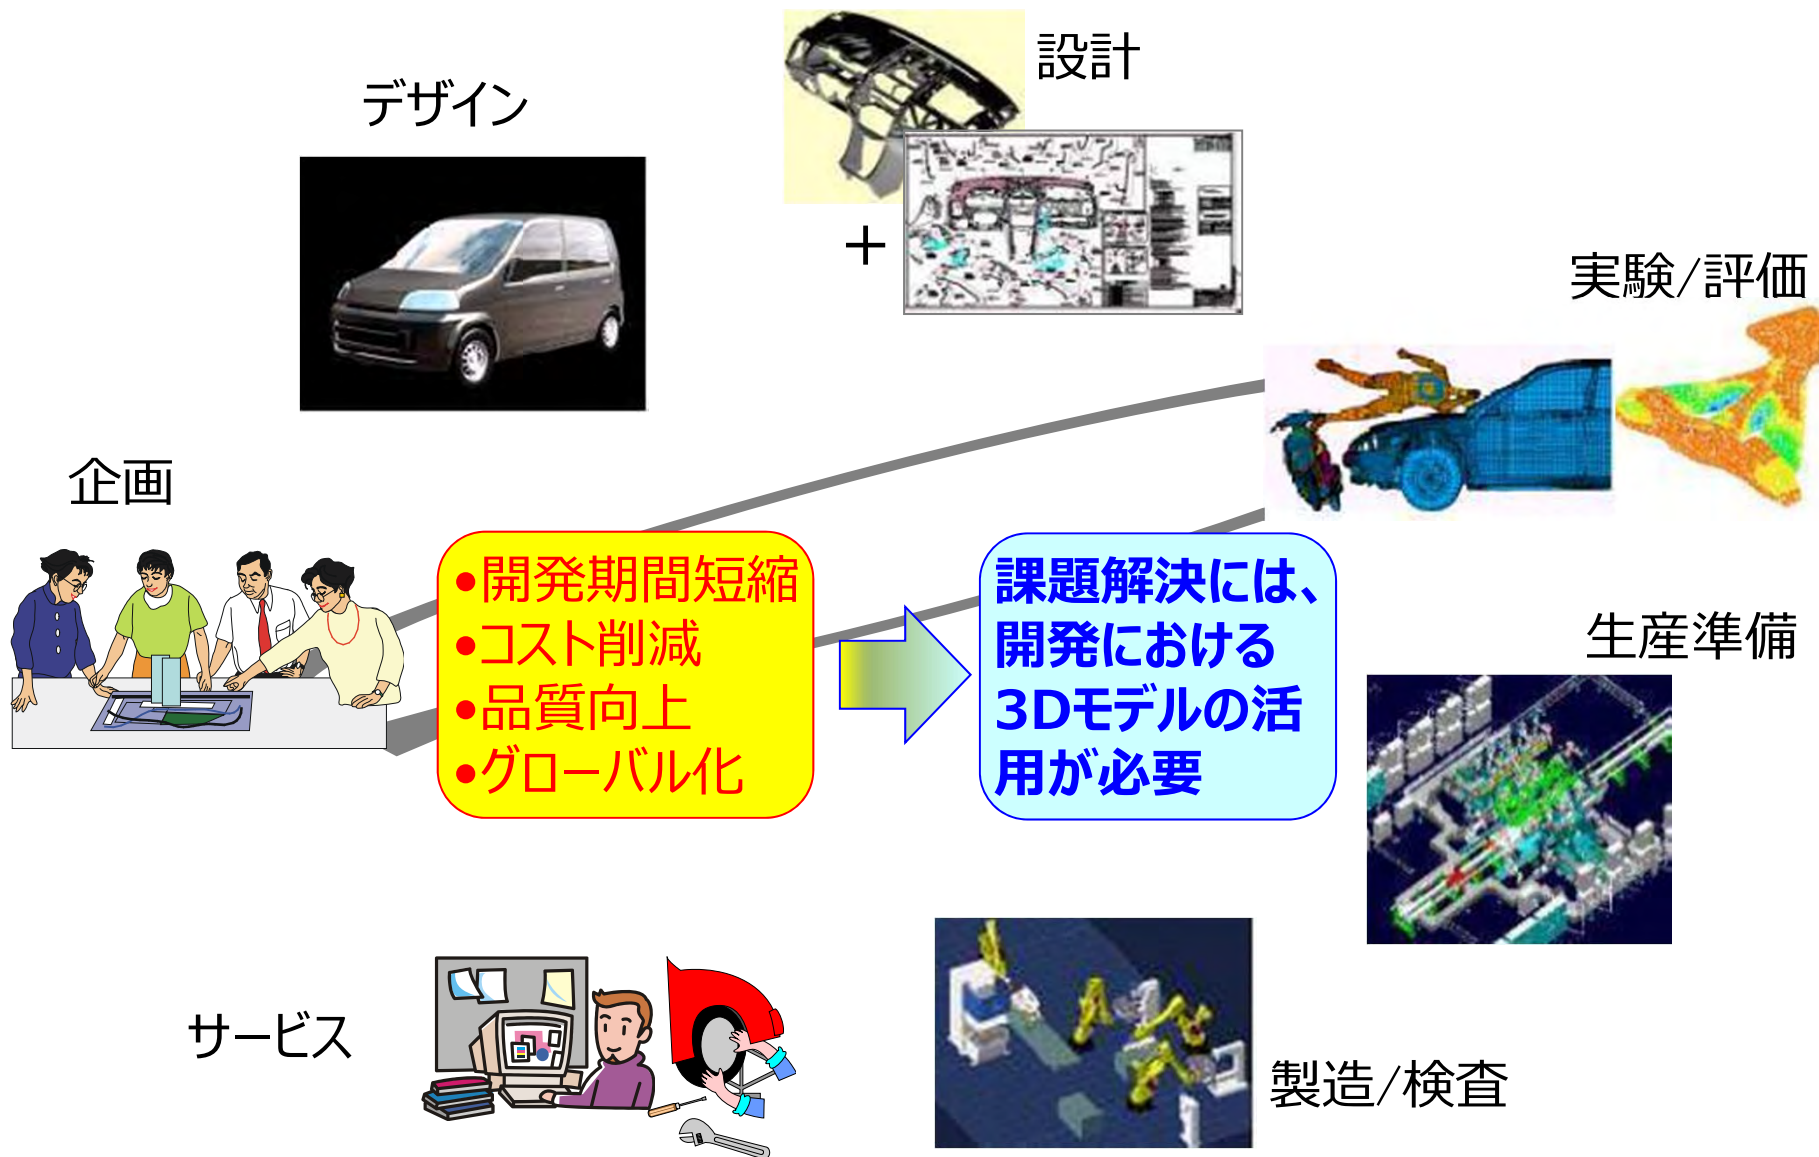 設計
デザイン
+
実験/評価
企画
•開発期間短縮
•コスト削減
•品質向上
•グローバル化
課題解決には、
開発における
3Dモデルの活
用が必要
生産準備
サービス
製造/検査